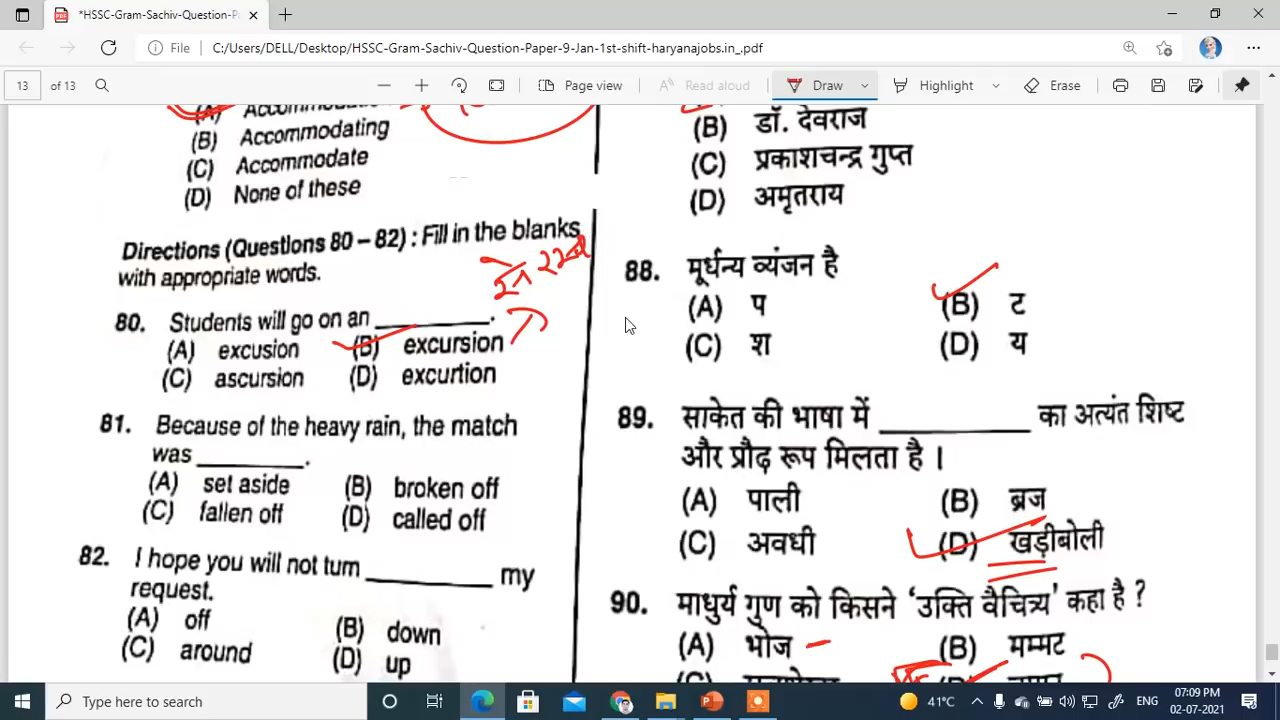 *HSSC-Gram-Sachiv-Question-Pa
File
C:/Users/DELL/Desktop/HSSC-Gram-Sachiv-Question-Paper-9-Jan-1st-shift-haryanajobs.in_.pdf
13 of 13
Page view
Read aloud
Draw
Highlight
Erase
(B) Accommodating
(C) Accommodate
(D) None of these
Directions (Questions 80 – 82) : Fill in the blanks
with appropriate words.
80. Students will go on an __________.
(A) excusion (B) excursion
(C) ascursion (D) excurtion
81. Because of the heavy rain, the match
was __________.
(A) set aside (B) broken off
(C) fallen off (D) called off
82. I hope you will not turn __________ my
request.
(A) off (B) down
(C) around (D) up
(B) डॉ. देवराज
(C) प्रकाशचन्द्र गुप्त
(D) अमृतराय
88. मूर्धन्य व्यंजन है
(A) प (B) ट
(C) श (D) य
89. साकेत की भाषा में __________ का अत्यंत शिष्ट
और प्रौढ़ रूप मिलता है ।
(A) पाली (B) ब्रज
(C) अवधी (D) खड़ीबोली
90. माधुर्य गुण को किसने ‘उक्ति वैचित्र्य’ कहा है ?
(A) भोज (B) मम्मट
Type here to search
41°C
ENG
07:09 PM
02-07-2021